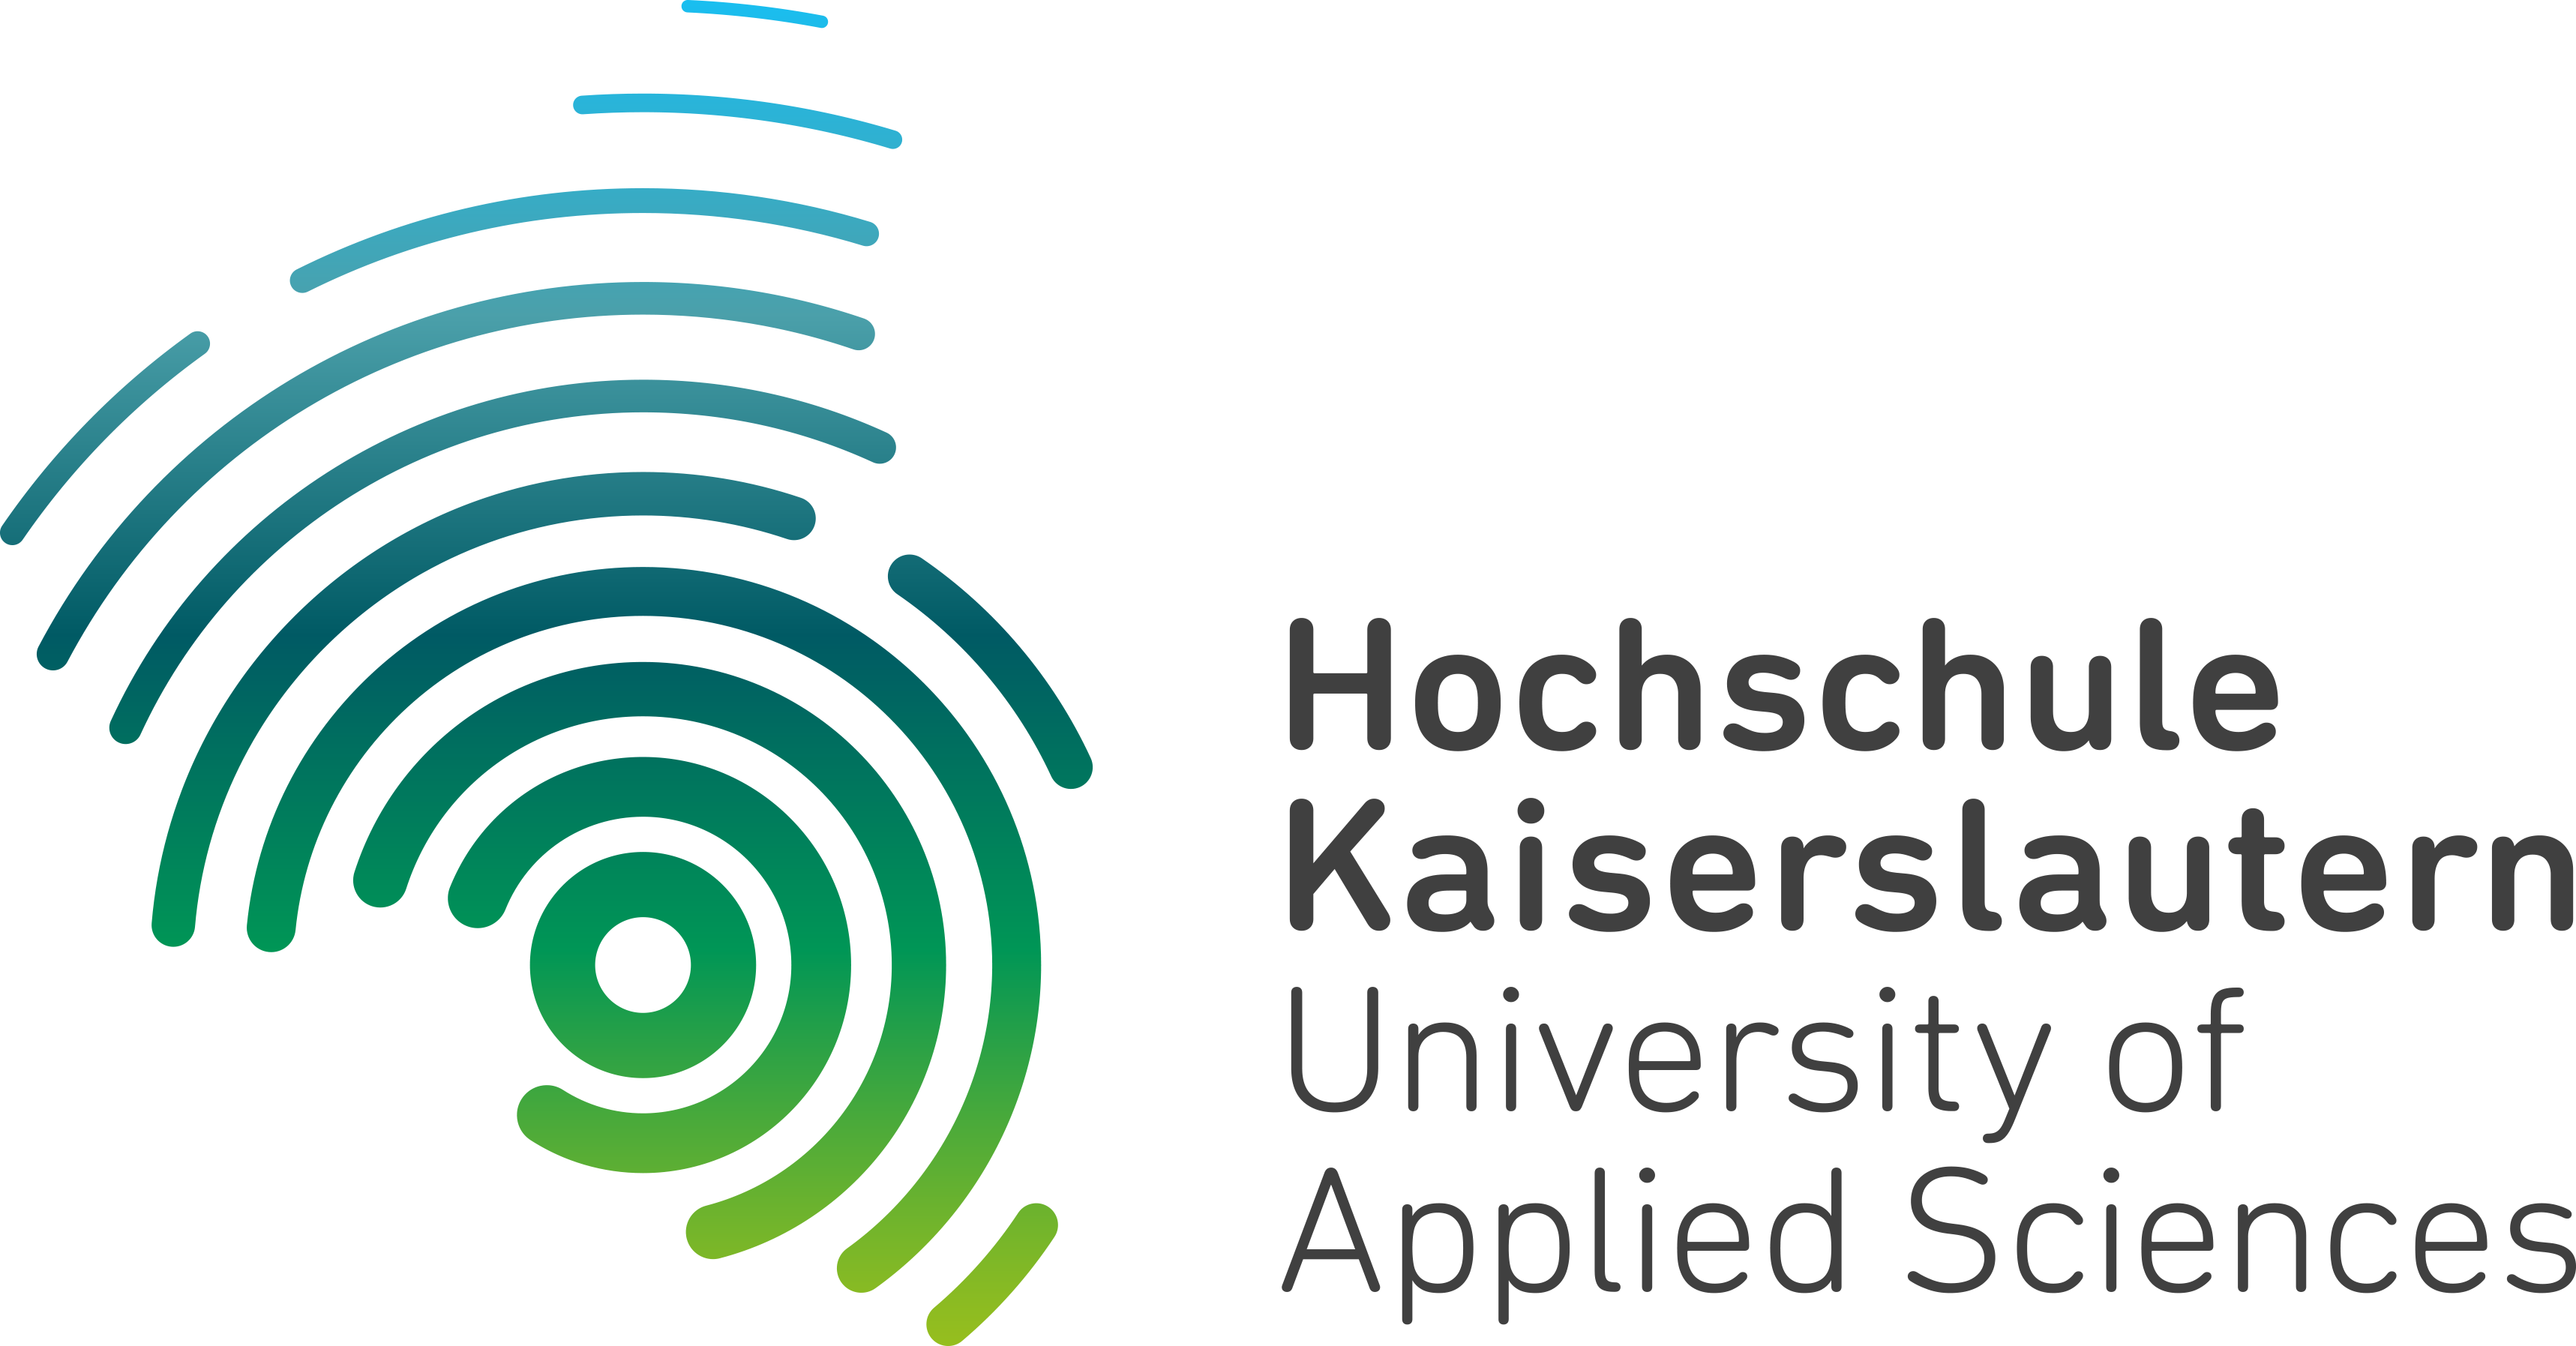 Hochschule
Kaiserslautern
University of
Applied Sciences